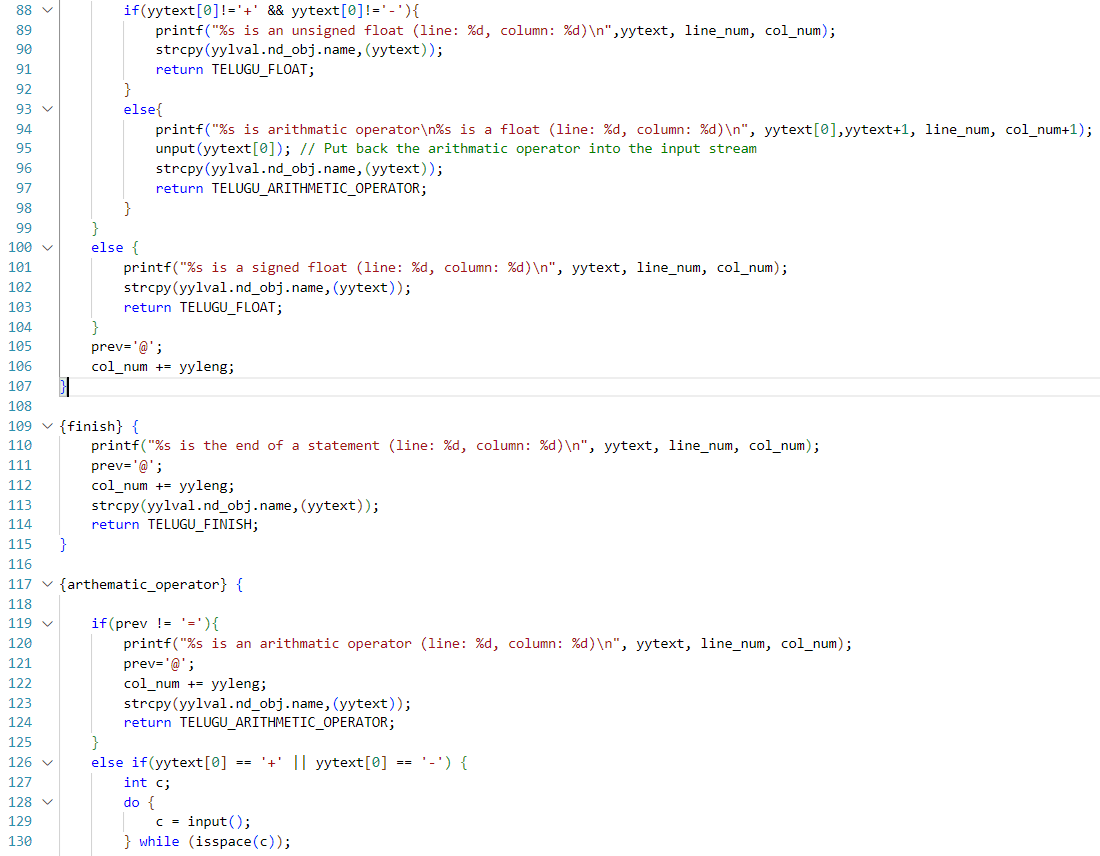 88 if(yytext[0]!='+' && yytext[0]!='-'){
89 printf("%s is an unsigned float (line: %d, column: %d)\n",yytext, line_num, col_num);
90 strcpy(yylval.nd_obj.name,(yytext));
91 return TELUGU_FLOAT;
92 }
93 else{
94 printf("%s is arithmatic operator\n%s is a float (line: %d, column: %d)\n", yytext[0],yytext+1, line_num, col_num+1);
95 unput(yytext[0]); // Put back the arithmatic operator into the input stream
96 strcpy(yylval.nd_obj.name,(yytext));
97 return TELUGU_ARITHMETIC_OPERATOR;
98 }
99 }
100 else {
101 printf("%s is a signed float (line: %d, column: %d)\n", yytext, line_num, col_num);
102 strcpy(yylval.nd_obj.name,(yytext));
103 return TELUGU_FLOAT;
104 }
105 prev='@';
106 col_num += yyleng;
107 }
108
109 {finish} {
110 printf("%s is the end of a statement (line: %d, column: %d)\n", yytext, line_num, col_num);
111 prev='@';
112 col_num += yyleng;
113 strcpy(yylval.nd_obj.name,(yytext));
114 return TELUGU_FINISH;
115 }
116
117 {arthematic_operator} {
118
119 if(prev != '='){
120 printf("%s is an arithmatic operator (line: %d, column: %d)\n", yytext, line_num, col_num);
121 prev='@';
122 col_num += yyleng;
123 strcpy(yylval.nd_obj.name,(yytext));
124 return TELUGU_ARITHMETIC_OPERATOR;
125 }
126 else if(yytext[0] == '+' || yytext[0] == '-') {
127 int c;
128 do {
129 c = input();
130 } while (isspace(c));